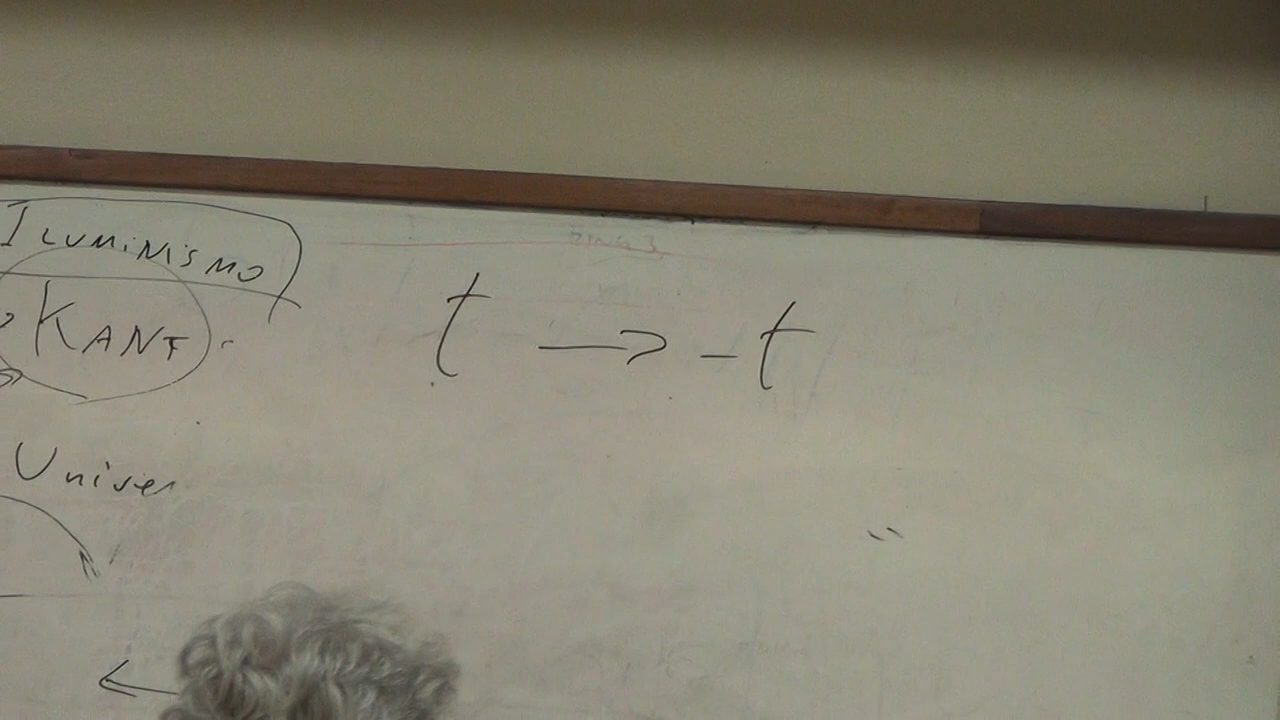 ILUMINISMO
KANT
t → -t
Univer